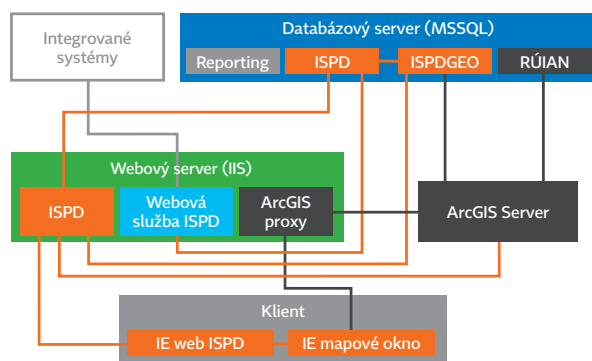 Integrované
systémy
Databázový server (MSSQL)
Reporting
ISPD
ISPDGEO
RÚIAN
Webový server (IIS)
ISPD
Webová
služba ISPD
ArcGIS
proxy
ArcGIS Server
Klient
IE web ISPD
IE mapové okno